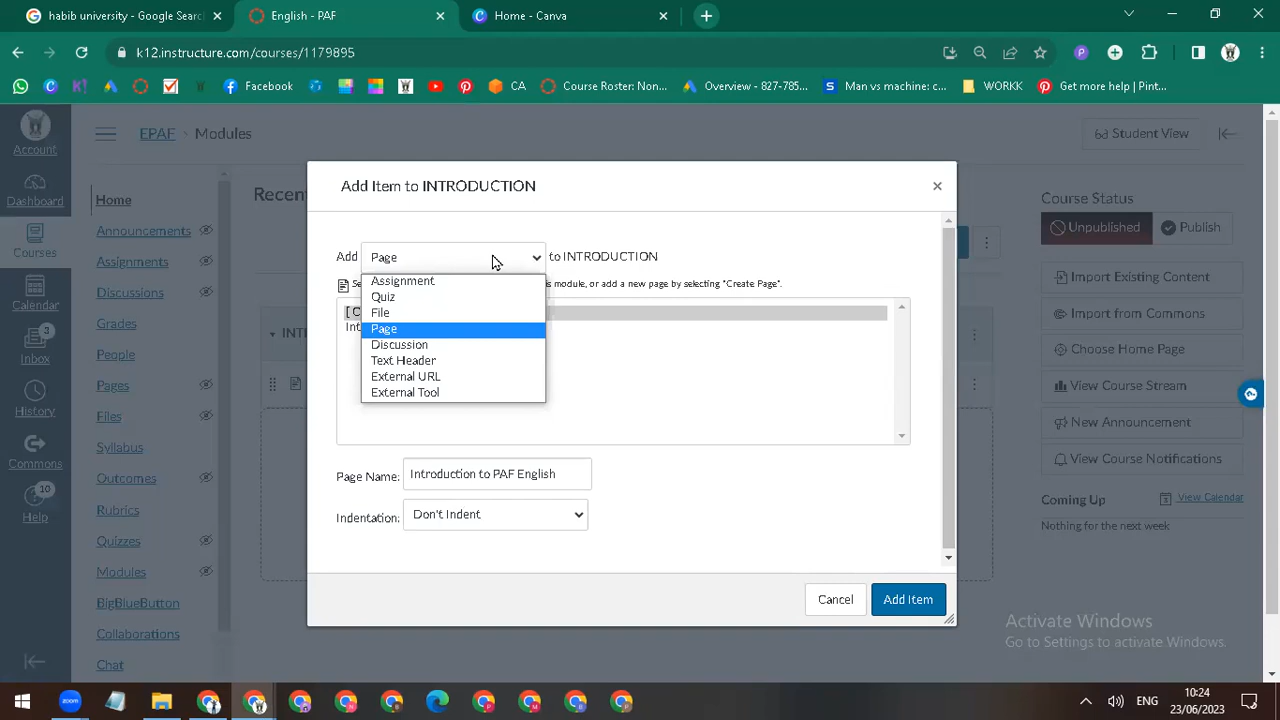 habib university - Google Sear
English - PAF
Home - Canva
k12.instructure.com/courses/1179895
Facebook
CA
Course Roster: Non...
Overview - 827-785...
Man vs machine: c...
WORKK
Get more help | Pint...
Account
Dashboard
Courses
Calendar
3
Inbox
History
Commons
10
Help
EPAF
Modules
Student View
Home
Announcements
Assignments
Discussions
Grades
People
Pages
Files
Syllabus
Outcomes
Rubrics
Quizzes
Modules
BigBlueButton
Collaborations
Chat
Recen
Add Item to INTRODUCTION
Add Page to INTRODUCTION
module, or add a new page by selecting "Create Page".
Assignment
Quiz
File
Page
Discussion
Text Header
External URL
External Tool
Page Name: Introduction to PAF English
Indentation: Don't Indent
Cancel
Add Item
Course Status
Unpublished
Publish
Import Existing Content
Import from Commons
Choose Home Page
View Course Stream
New Announcement
View Course Notifications
Coming Up
View Calendar
Nothing for the next week
Activate Windows
Go to Settings to activate Windows.
zoom
ENG
10:24
23/06/2023